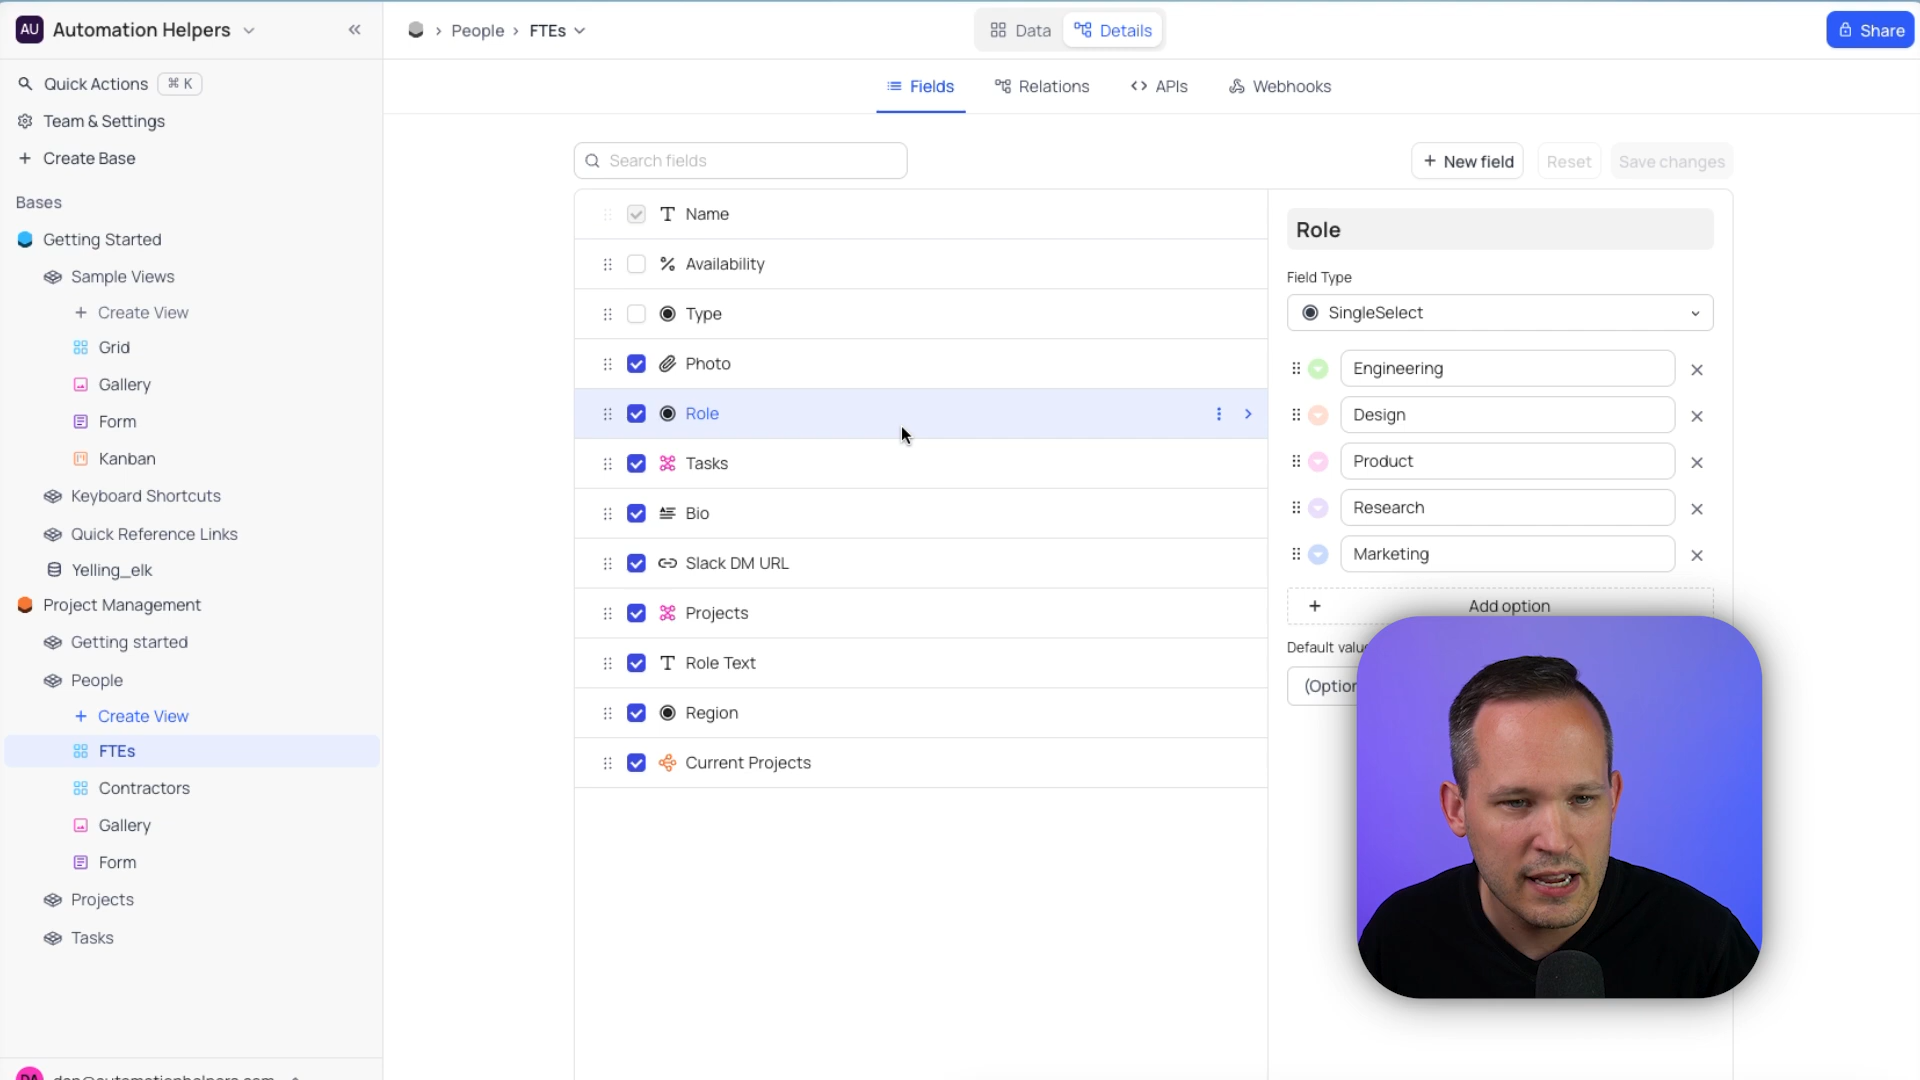 AU Automation Helpers
People
FTEs
Data
Details
Share
Quick Actions ⌘ K
Team & Settings
+ Create Base
Bases
Getting Started
Sample Views
+ Create View
Grid
Gallery
Form
Kanban
Keyboard Shortcuts
Quick Reference Links
Yelling_elk
Project Management
Getting started
People
+ Create View
FTEs
Contractors
Gallery
Form
Projects
Tasks
dan@automationhelpers.com
Fields
Relations
APIs
Webhooks
Search fields
+ New field
Reset
Save changes
Name
Availability
Type
Photo
Role
Tasks
Bio
Slack DM URL
Projects
Role Text
Region
Current Projects
Role
Field Type
SingleSelect
Engineering
Design
Product
Research
Marketing
+ Add option
Default